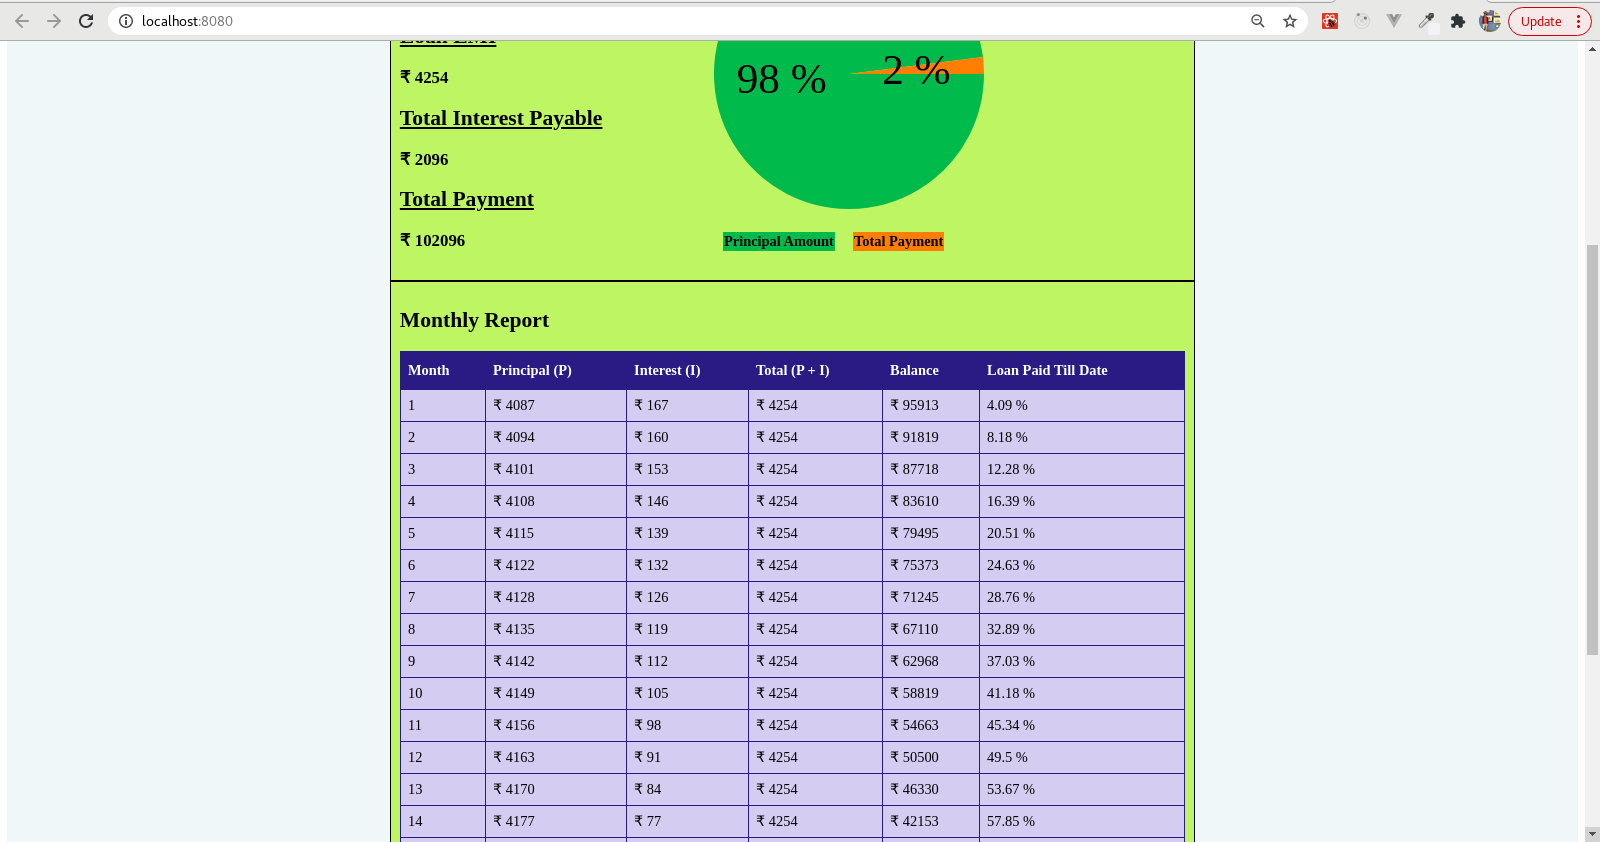 localhost:8080
Update
Loan EMI
₹ 4254
98 %
2 %
Total Interest Payable
₹ 2096
Total Payment
₹ 102096
Principal Amount Total Payment
Monthly Report
Month Principal (P) Interest (I) Total (P + I) Balance Loan Paid Till Date
1 ₹ 4087 ₹ 167 ₹ 4254 ₹ 95913 4.09 %
2 ₹ 4094 ₹ 160 ₹ 4254 ₹ 91819 8.18 %
3 ₹ 4101 ₹ 153 ₹ 4254 ₹ 87718 12.28 %
4 ₹ 4108 ₹ 146 ₹ 4254 ₹ 83610 16.39 %
5 ₹ 4115 ₹ 139 ₹ 4254 ₹ 79495 20.51 %
6 ₹ 4122 ₹ 132 ₹ 4254 ₹ 75373 24.63 %
7 ₹ 4128 ₹ 126 ₹ 4254 ₹ 71245 28.76 %
8 ₹ 4135 ₹ 119 ₹ 4254 ₹ 67110 32.89 %
9 ₹ 4142 ₹ 112 ₹ 4254 ₹ 62968 37.03 %
10 ₹ 4149 ₹ 105 ₹ 4254 ₹ 58819 41.18 %
11 ₹ 4156 ₹ 98 ₹ 4254 ₹ 54663 45.34 %
12 ₹ 4163 ₹ 91 ₹ 4254 ₹ 50500 49.5 %
13 ₹ 4170 ₹ 84 ₹ 4254 ₹ 46330 53.67 %
14 ₹ 4177 ₹ 77 ₹ 4254 ₹ 42153 57.85 %